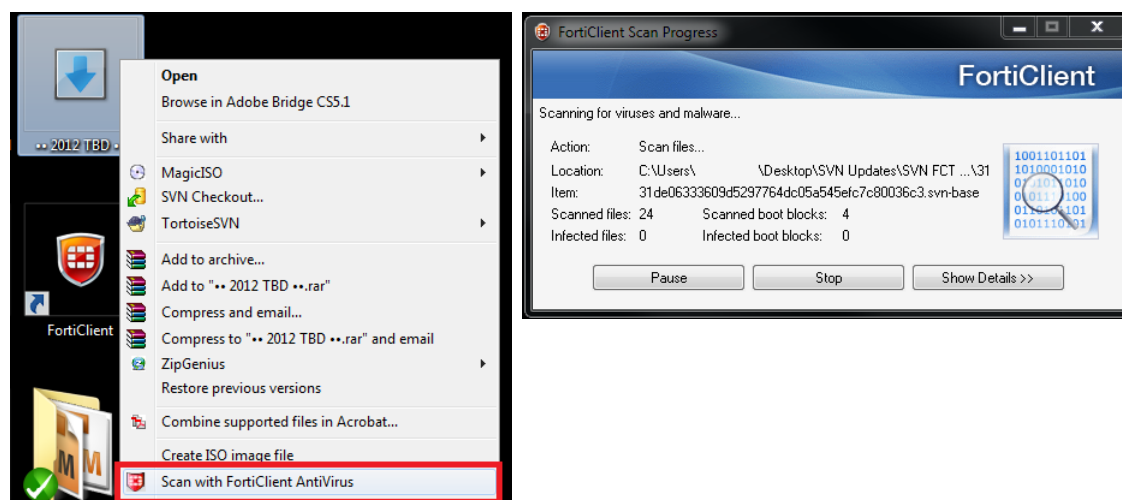 •• 2012 TBD ••
FortiClient
Open
Browse in Adobe Bridge CS5.1
Share with
MagicISO
SVN Checkout...
TortoiseSVN
Add to archive...
Add to "•• 2012 TBD ••.rar"
Compress and email...
Compress to "•• 2012 TBD ••.rar" and email
ZipGenius
Restore previous versions
Combine supported files in Acrobat...
Create ISO image file
Scan with FortiClient AntiVirus
FortiClient Scan Progress
FortiClient
Scanning for viruses and malware...
Action: Scan files...
Location: C:\Users\ \Desktop\SVN Updates\SVN FCT ...\31
Item: 31de06333609d5297764dc05a545efc7c80036c3.svn-base
Scanned files: 24 Scanned boot blocks: 4
Infected files: 0 Infected boot blocks: 0
1001101101
1010001010
Pause Stop Show Details >>